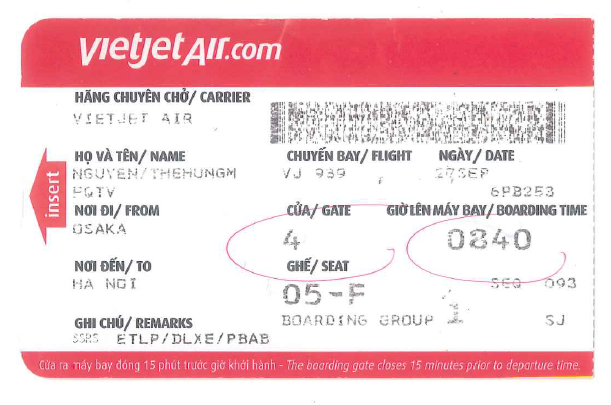 vietjetAir.com
HÃNG CHUYÊN CHỞ/ CARRIER
VIETJET AIR
HỌ VÀ TÊN/ NAME CHUYẾN BAY/ FLIGHT NGÀY/ DATE
NGUYEN/THEHUNGM VJ 939 , 27SEP
FQTV 6PB253
NƠI ĐI/ FROM CỬA/ GATE GIỜ LÊN MÁY BAY/ BOARDING TIME
OSAKA 4 0840
NƠI ĐẾN/ TO GHẾ/ SEAT
HA NOI 05-F SEQ 093
GHI CHÚ/ REMARKS BOARDING GROUP 1 SJ
SSRS ETLP/DLXE/PBAB
insert
Cửa ra máy bay đóng 15 phút trước giờ khởi hành - The boarding gate closes 15 minutes prior to departure time.